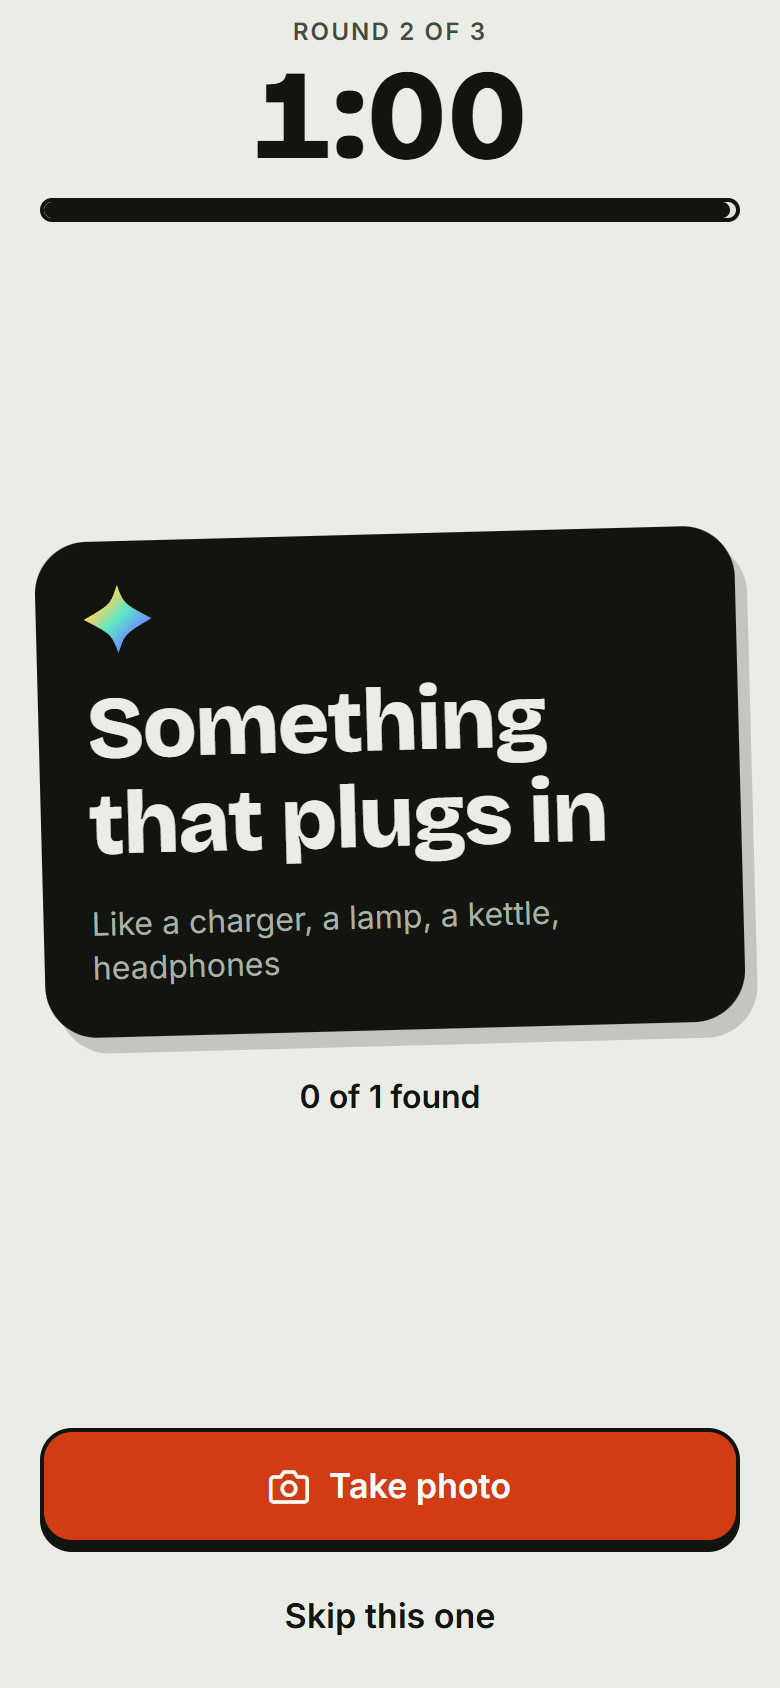 ROUND 2 OF 3
1:00
Something
that plugs in
Like a charger, a lamp, a kettle,
headphones
0 of 1 found
Take photo
Skip this one